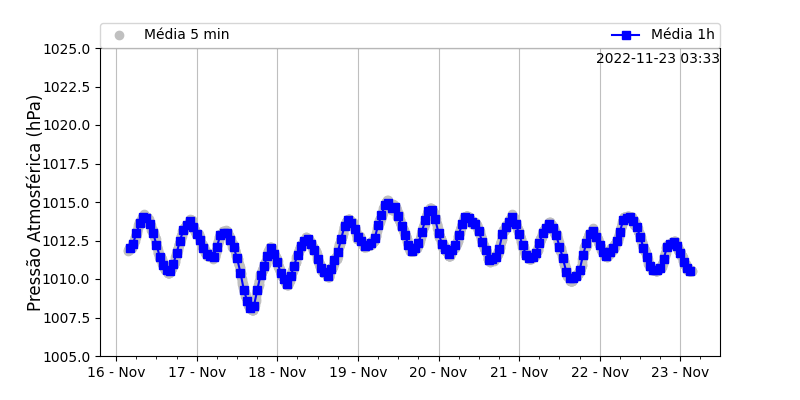 Média 5 min
Média 1h
2022-11-23 03:33
Pressão Atmosférica (hPa)
1025.0
1022.5
1020.0
1017.5
1015.0
1012.5
1010.0
1007.5
1005.0
16 - Nov
17 - Nov
18 - Nov
19 - Nov
20 - Nov
21 - Nov
22 - Nov
23 - Nov